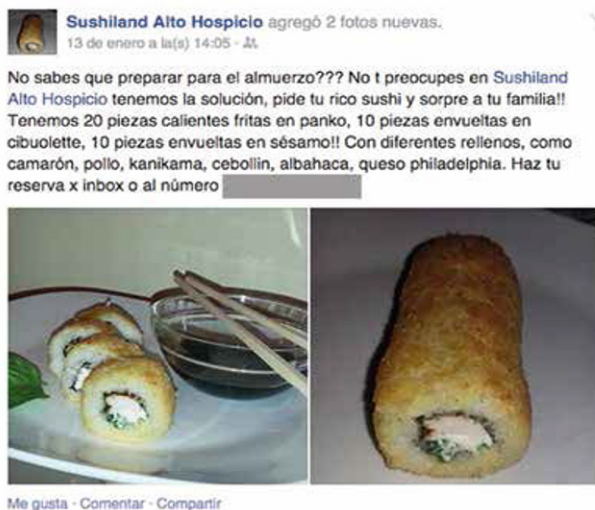 Sushiland Alto Hospicio agregó 2 fotos nuevas.
13 de enero a la(s) 14:05 ·
No sabes que preparar para el almuerzo??? No t preocupes en Sushiland
Alto Hospicio tenemos la solución, pide tu rico sushi y sorpre a tu familia!!
Tenemos 20 piezas calientes fritas en panko, 10 piezas envueltas en
cibuolette, 10 piezas envueltas en sésamo!! Con diferentes rellenos, como
camarón, pollo, kanikama, cebollin, albahaca, queso philadelphia. Haz tu
reserva x inbox o al número
Me gusta · Comentar · Compartir